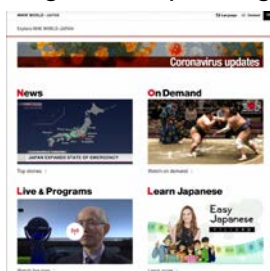 NHK WORLD-JAPAN
Language
Explore NHK WORLD-JAPAN
Coronavirus updates
News
On Demand
JAPAN EXPANDS STATE OF EMERGENCY
Top stories
Watch on demand
Live & Programs
Learn Japanese
Easy
Japanese